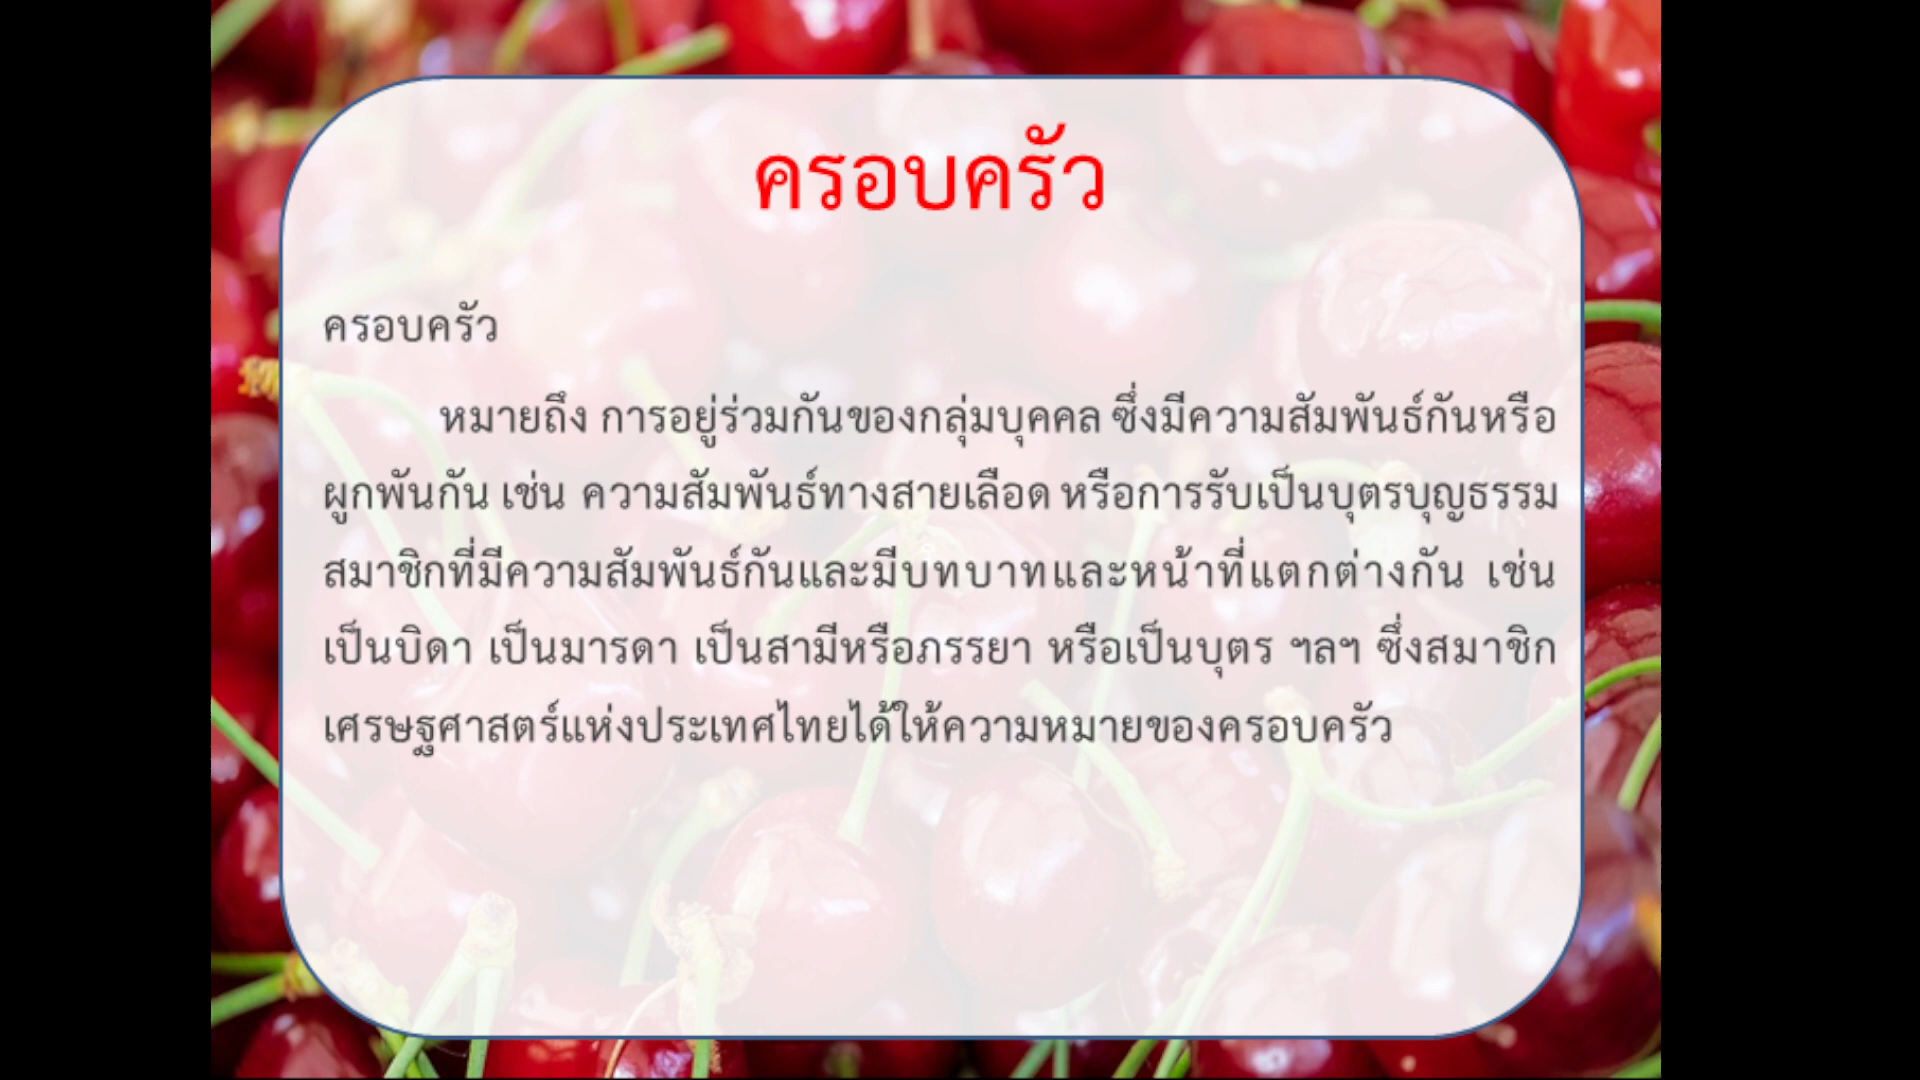 ครอบครัว
ครอบครัว
หมายถึง การอยู่ร่วมกันของกลุ่มบุคคล ซึ่งมีความสัมพันธ์กันหรือ
ผูกพันกัน เช่น ความสัมพันธ์ทางสายเลือด หรือการรับเป็นบุตรบุญธรรม
สมาชิกที่มีความสัมพันธ์กันและมีบทบาทและหน้าที่แตกต่างกัน เช่น
เป็นบิดา เป็นมารดา เป็นสามีหรือภรรยา หรือเป็นบุตร ฯลฯ ซึ่งสมาชิก
เศรษฐศาสตร์แห่งประเทศไทยได้ให้ความหมายของครอบครัว